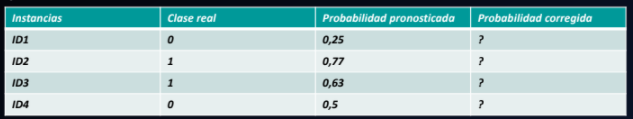 Instancias Clase real Probabilidad pronosticada Probabilidad corregida
ID1 0 0,25 ?
ID2 1 0,77 ?
ID3 1 0,63 ?
ID4 0 0,5 ?